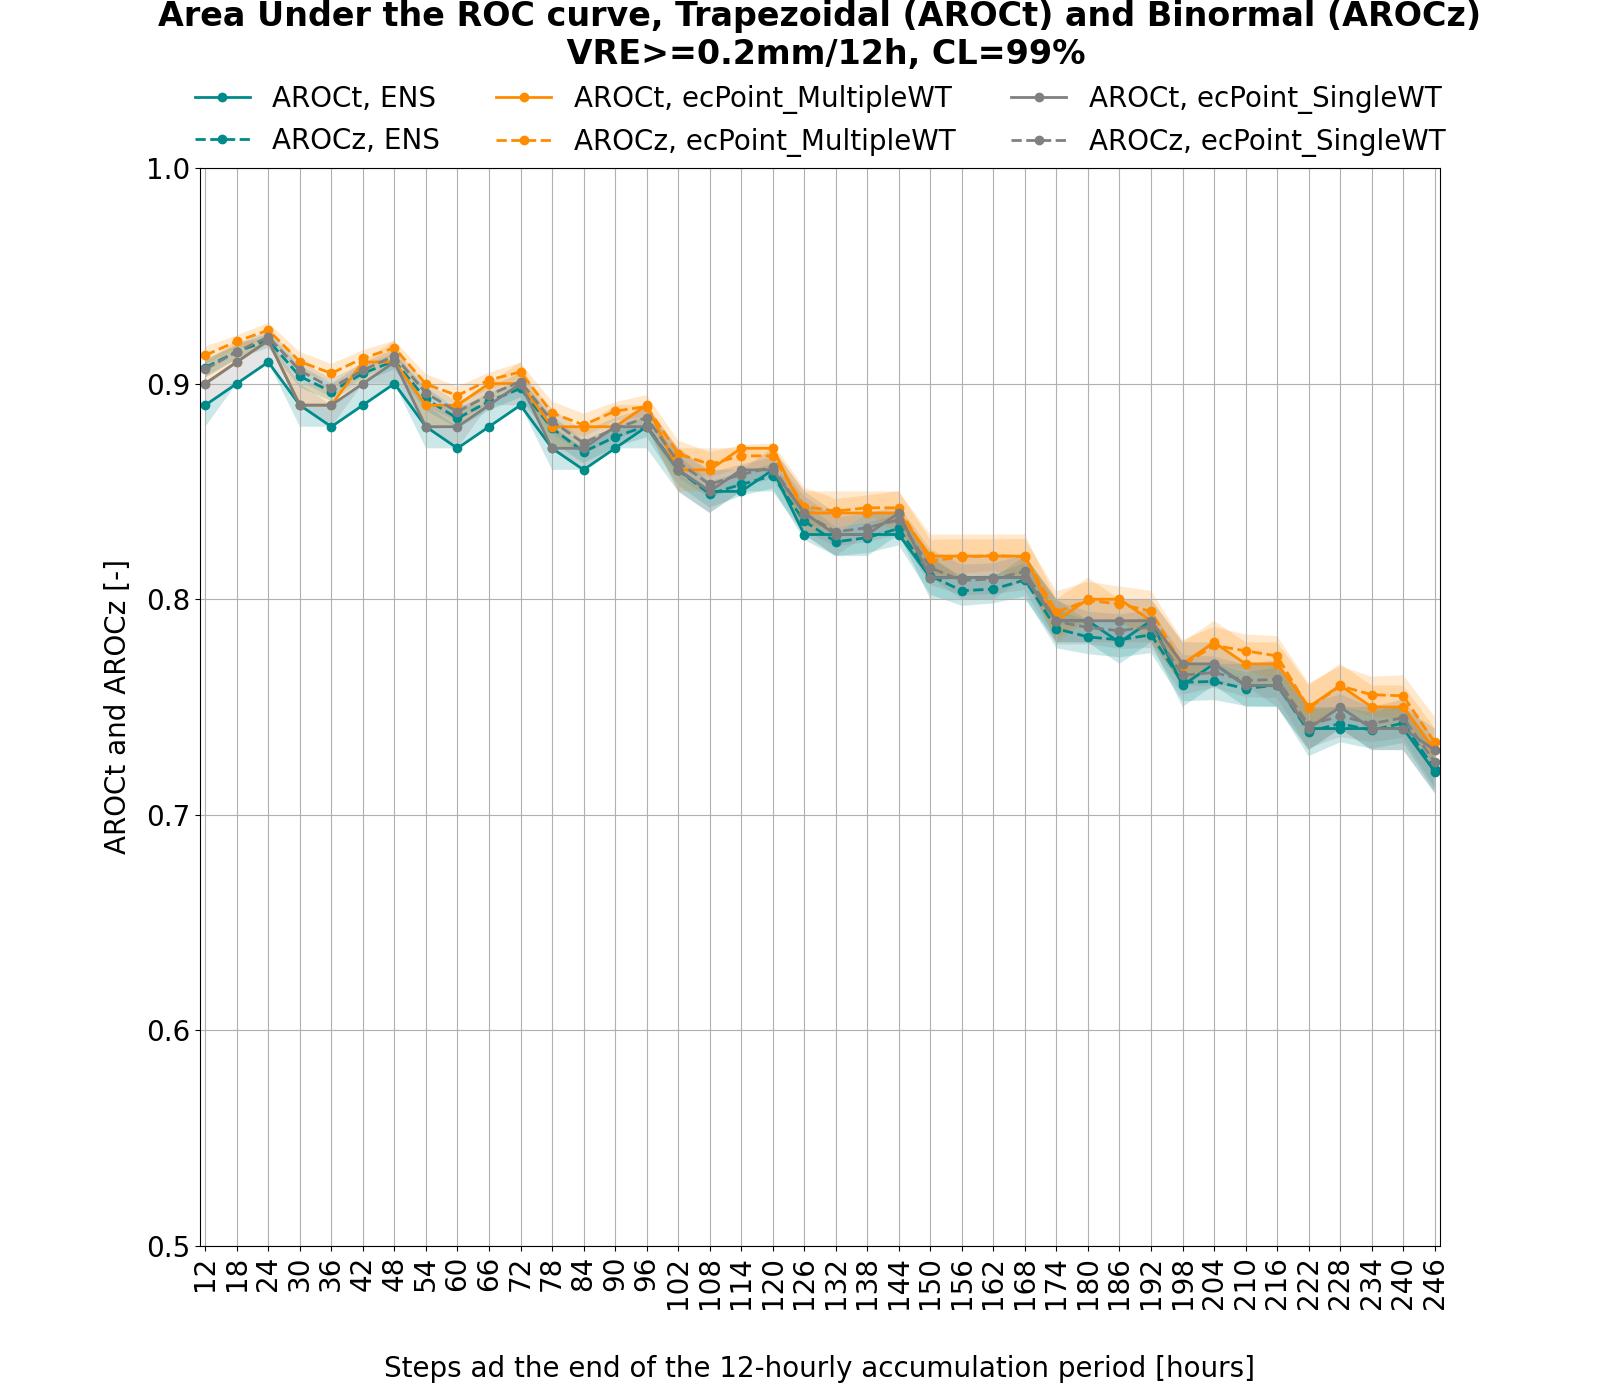 Area Under the ROC curve, Trapezoidal (AROCt) and Binormal (AROCz)
VRE>=0.2mm/12h, CL=99%
AROCt, ENS AROCt, ecPoint_MultipleWT AROCt, ecPoint_SingleWT
AROCz, ENS AROCz, ecPoint_MultipleWT AROCz, ecPoint_SingleWT
AROCt and AROCz [-]
1.0
0.9
0.8
0.7
0.6
0.5
12 18 24 30 36 42 48 54 60 66 72 78 84 90 96 102 108 114 120 126 132 138 144 150 156 162 168 174 180 186 192 198 204 210 216 222 228 234 240 246
Steps ad the end of the 12-hourly accumulation period [hours]